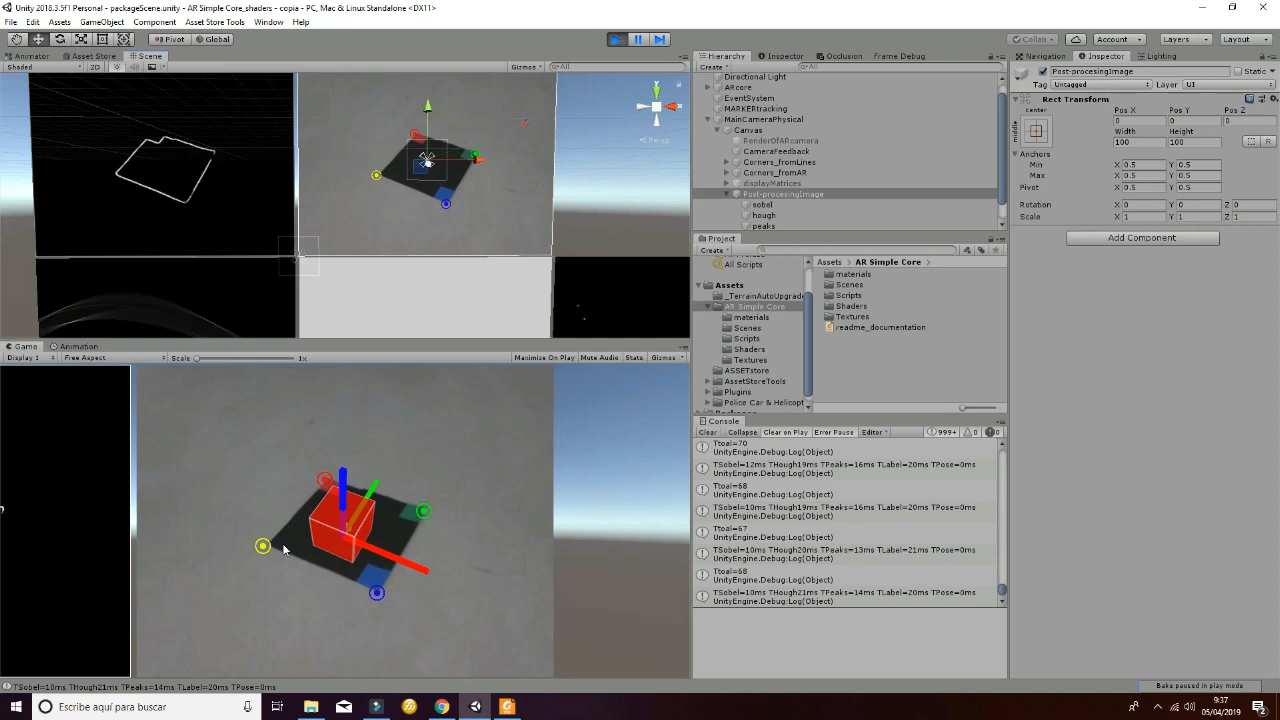 Unity 2018.3.5f1 Personal - packageScene.unity - AR Simple Core_shaders - copia - PC, Mac & Linux Standalone <DX11>
File Edit Assets GameObject Component Asset Store Tools Window Help
Pivot Global
Collab Account Layers Layout
Animator Asset Store Scene
Shaded 2D Gizmos All
y
x
Persp
Game Animation
Display 1 Free Aspect Scale 1x Maximize On Play Mute Audio Stats Gizmos
Hierarchy Inspector Occlusion Frame Debug
Create All
Directional Light
ARcore
EventSystem
MARKERtracking
MainCameraPhysical
Canvas
RenderOfARcamera
CameraFeedback
Corners_fromLines
Corners_fromAR
displayMatrices
Post-procesingImage
sobel
hough
peaks
Project
Create
All Scripts
Assets
_TerrainAutoUpgrade
AR Simple Core
materials
Scenes
Scripts
Shaders
Textures
ASSETstore
AssetStoreTools
Plugins
Police Car & Helicopt
Assets AR Simple Core
materials
Scenes
Scripts
Shaders
Textures
readme_documentation
Console
Clear Collapse Clear on Play Error Pause Editor 999+ 0 0
Ttoal=70
UnityEngine.Debug:Log(Object)
TSobel=12ms THough19ms TPeaks=16ms TLabel=20ms TPose=0ms
UnityEngine.Debug:Log(Object)
Ttoal=68
UnityEngine.Debug:Log(Object)
TSobel=10ms THough19ms TPeaks=16ms TLabel=20ms TPose=0ms
UnityEngine.Debug:Log(Object)
Ttoal=67
UnityEngine.Debug:Log(Object)
TSobel=10ms THough20ms TPeaks=13ms TLabel=21ms TPose=0ms
UnityEngine.Debug:Log(Object)
Ttoal=68
UnityEngine.Debug:Log(Object)
TSobel=10ms THough21ms TPeaks=14ms TLabel=20ms TPose=0ms
UnityEngine.Debug:Log(Object)
Navigation Inspector Lighting
Post-procesingImage Static
Tag Untagged Layer UI
Rect Transform
center Pos X Pos Y Pos Z
middle 0 0 0
Width Height
100 100 R
Anchors
Min X 0.5 Y 0.5
Max X 0.5 Y 0.5
Pivot X 0.5 Y 0.5
Rotation X 0 Y 0 Z 0
Scale X 1 Y 1 Z 1
Add Component
TSobel=10ms THough21ms TPeaks=14ms TLabel=20ms TPose=0ms
Bake paused in play mode
Escribe aquí para buscar
9:37
05/04/2019